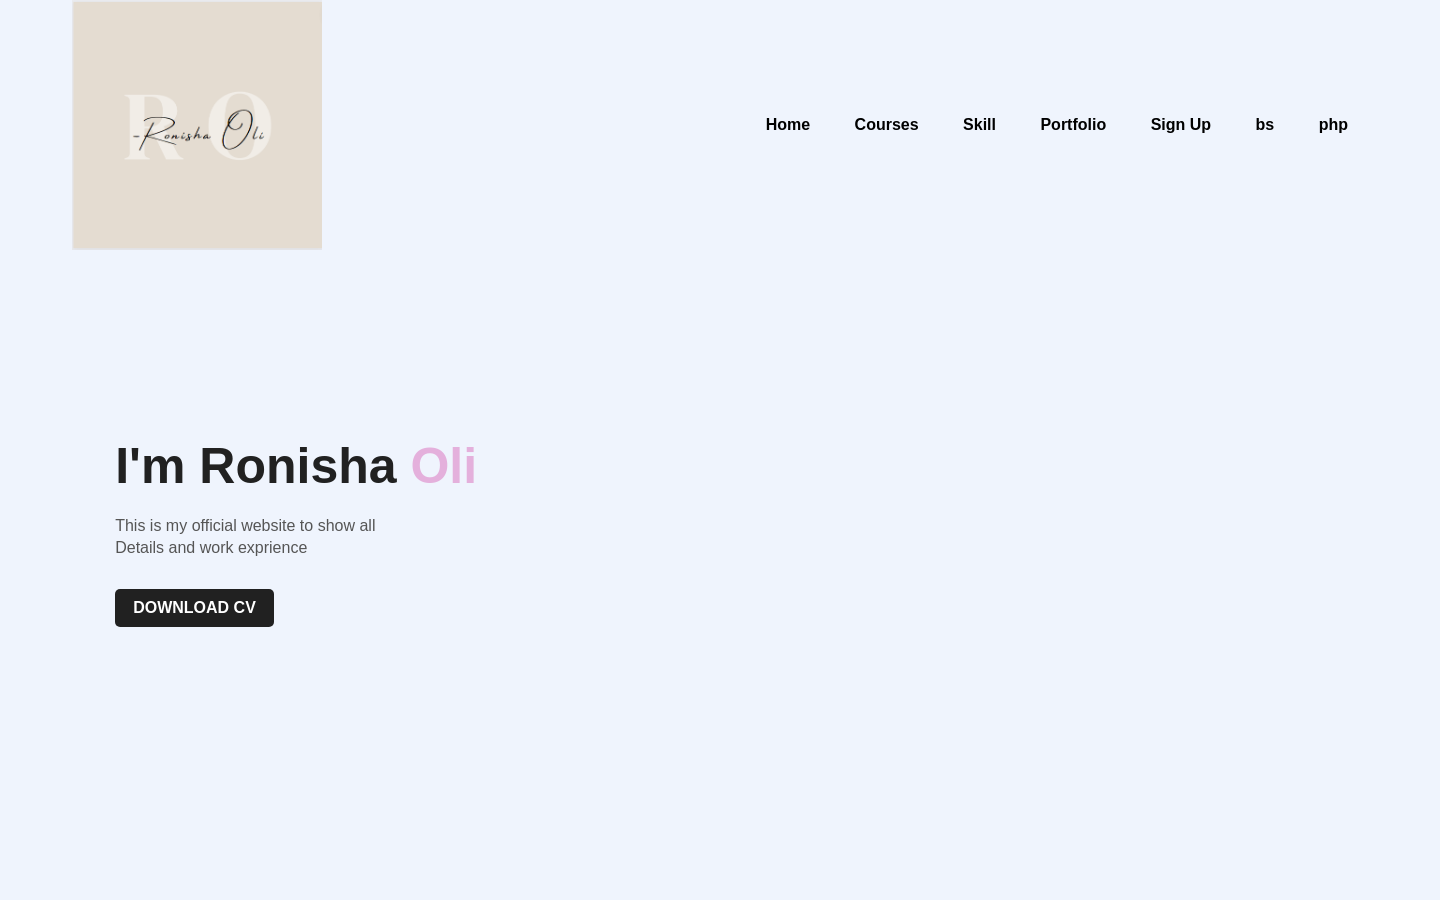 R O
-Ronisha Oli
Home Courses Skill Portfolio Sign Up bs php
I'm Ronisha Oli
This is my official website to show all
Details and work exprience
DOWNLOAD CV